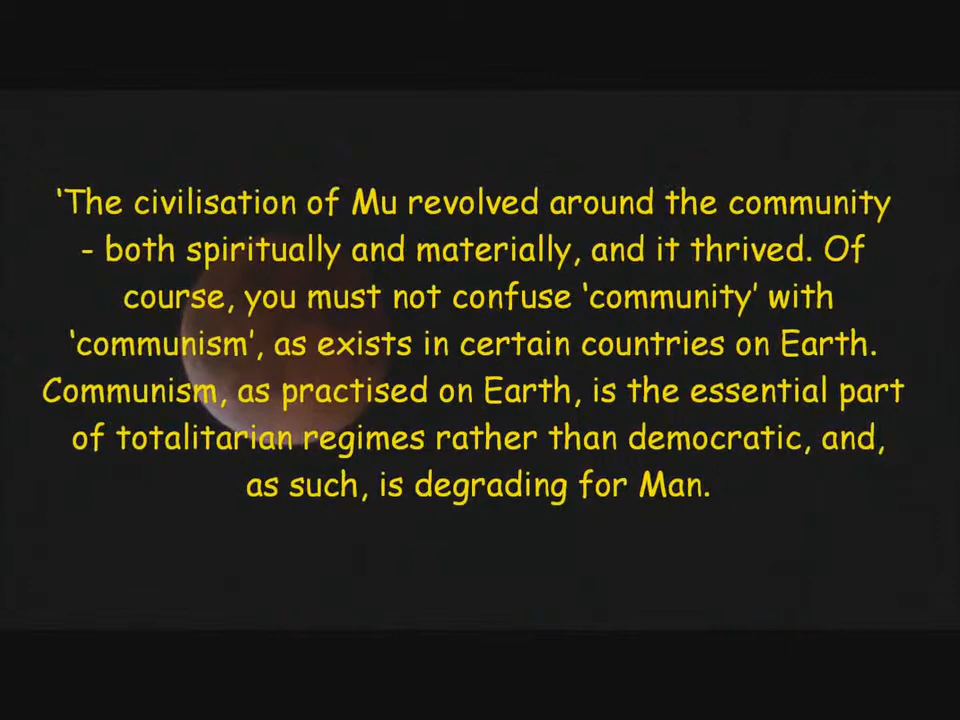 ‘The civilisation of Mu revolved around the community
- both spiritually and materially, and it thrived. Of
course, you must not confuse ‘community’ with
‘communism’, as exists in certain countries on Earth.
Communism, as practised on Earth, is the essential part
of totalitarian regimes rather than democratic, and,
as such, is degrading for Man.